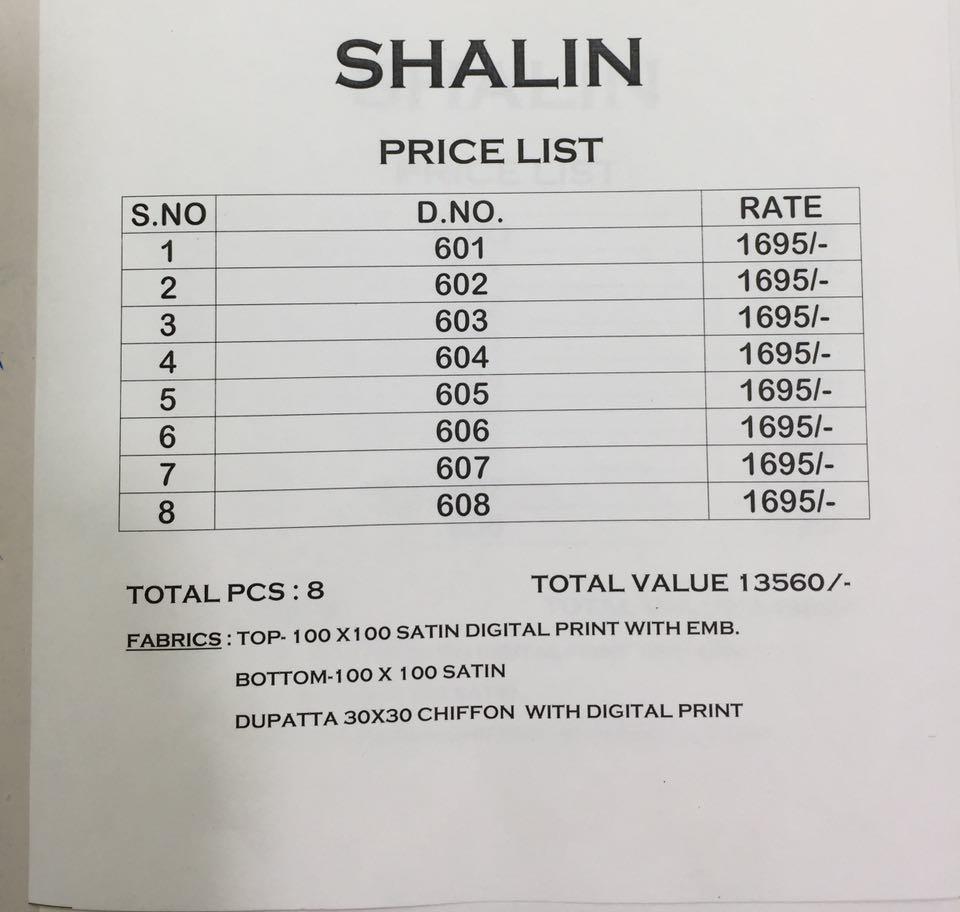 SHALIN
PRICE LIST
S.NO D.NO. RATE
1 601 1695/-
2 602 1695/-
3 603 1695/-
4 604 1695/-
5 605 1695/-
6 606 1695/-
7 607 1695/-
8 608 1695/-
TOTAL PCS : 8 TOTAL VALUE 13560/-
FABRICS : TOP- 100 X100 SATIN DIGITAL PRINT WITH EMB.
BOTTOM-100 X 100 SATIN
DUPATTA 30X30 CHIFFON WITH DIGITAL PRINT